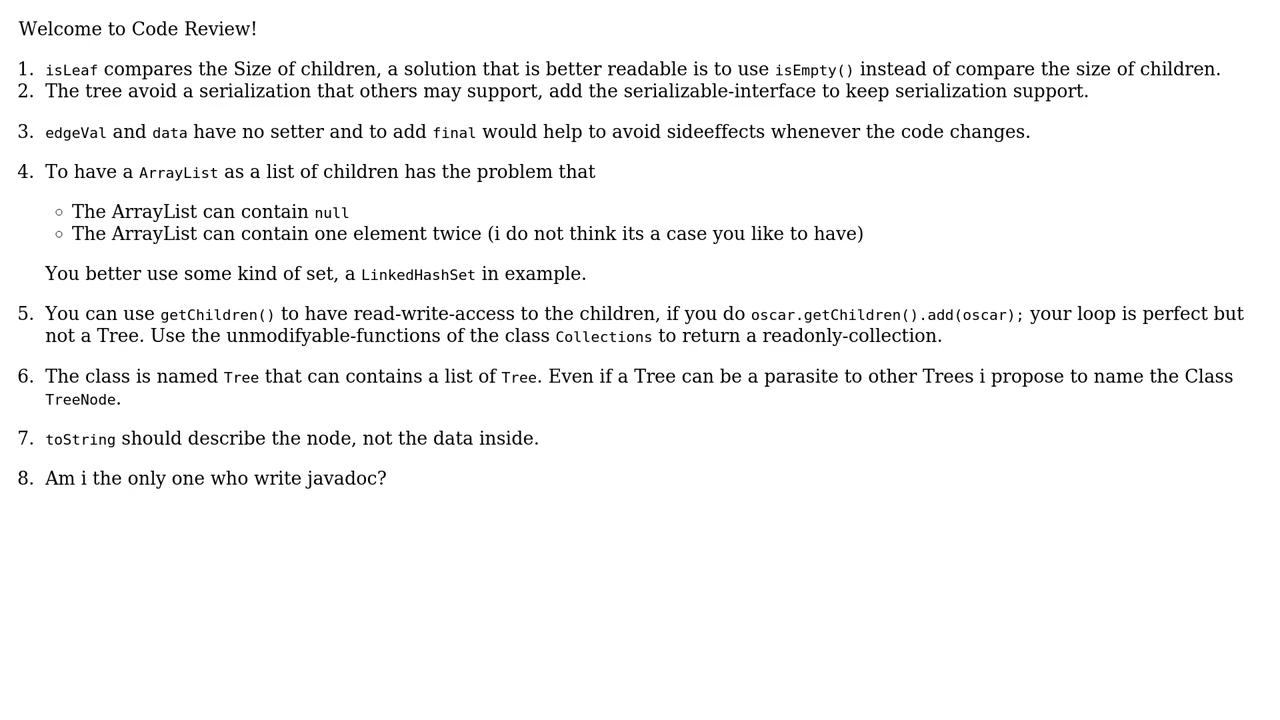 Welcome to Code Review!
1. isLeaf compares the Size of children, a solution that is better readable is to use isEmpty() instead of compare the size of children.
2. The tree avoid a serialization that others may support, add the serializable-interface to keep serialization support.
3. edgeVal and data have no setter and to add final would help to avoid sideeffects whenever the code changes.
4. To have a ArrayList as a list of children has the problem that
◦ The ArrayList can contain null
◦ The ArrayList can contain one element twice (i do not think its a case you like to have)
You better use some kind of set, a LinkedHashSet in example.
5. You can use getChildren() to have read-write-access to the children, if you do oscar.getChildren().add(oscar); your loop is perfect but
not a Tree. Use the unmodifyable-functions of the class Collections to return a readonly-collection.
6. The class is named Tree that can contains a list of Tree. Even if a Tree can be a parasite to other Trees i propose to name the Class
TreeNode.
7. toString should describe the node, not the data inside.
8. Am i the only one who write javadoc?